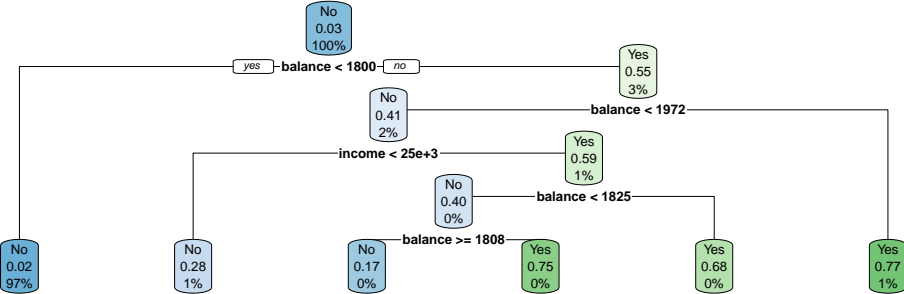 No
0.03
100%
yes balance < 1800 no
Yes
0.55
3%
No
0.41
2%
balance < 1972
income < 25e+3
Yes
0.59
1%
No
0.40
0%
balance < 1825
balance >= 1808
No
0.02
97%
No
0.28
1%
No
0.17
0%
Yes
0.75
0%
Yes
0.68
0%
Yes
0.77
1%